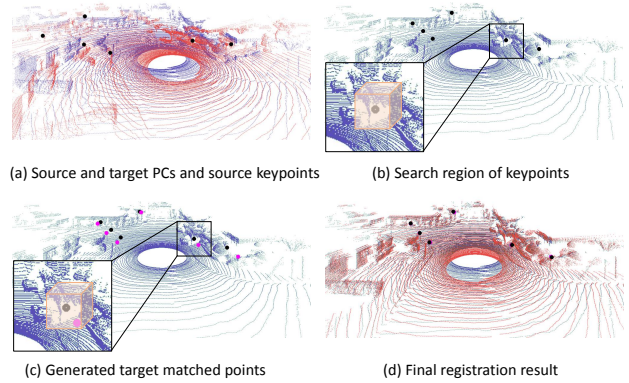 (a) Source and target PCs and source keypoints
(b) Search region of keypoints
(c) Generated target matched points
(d) Final registration result